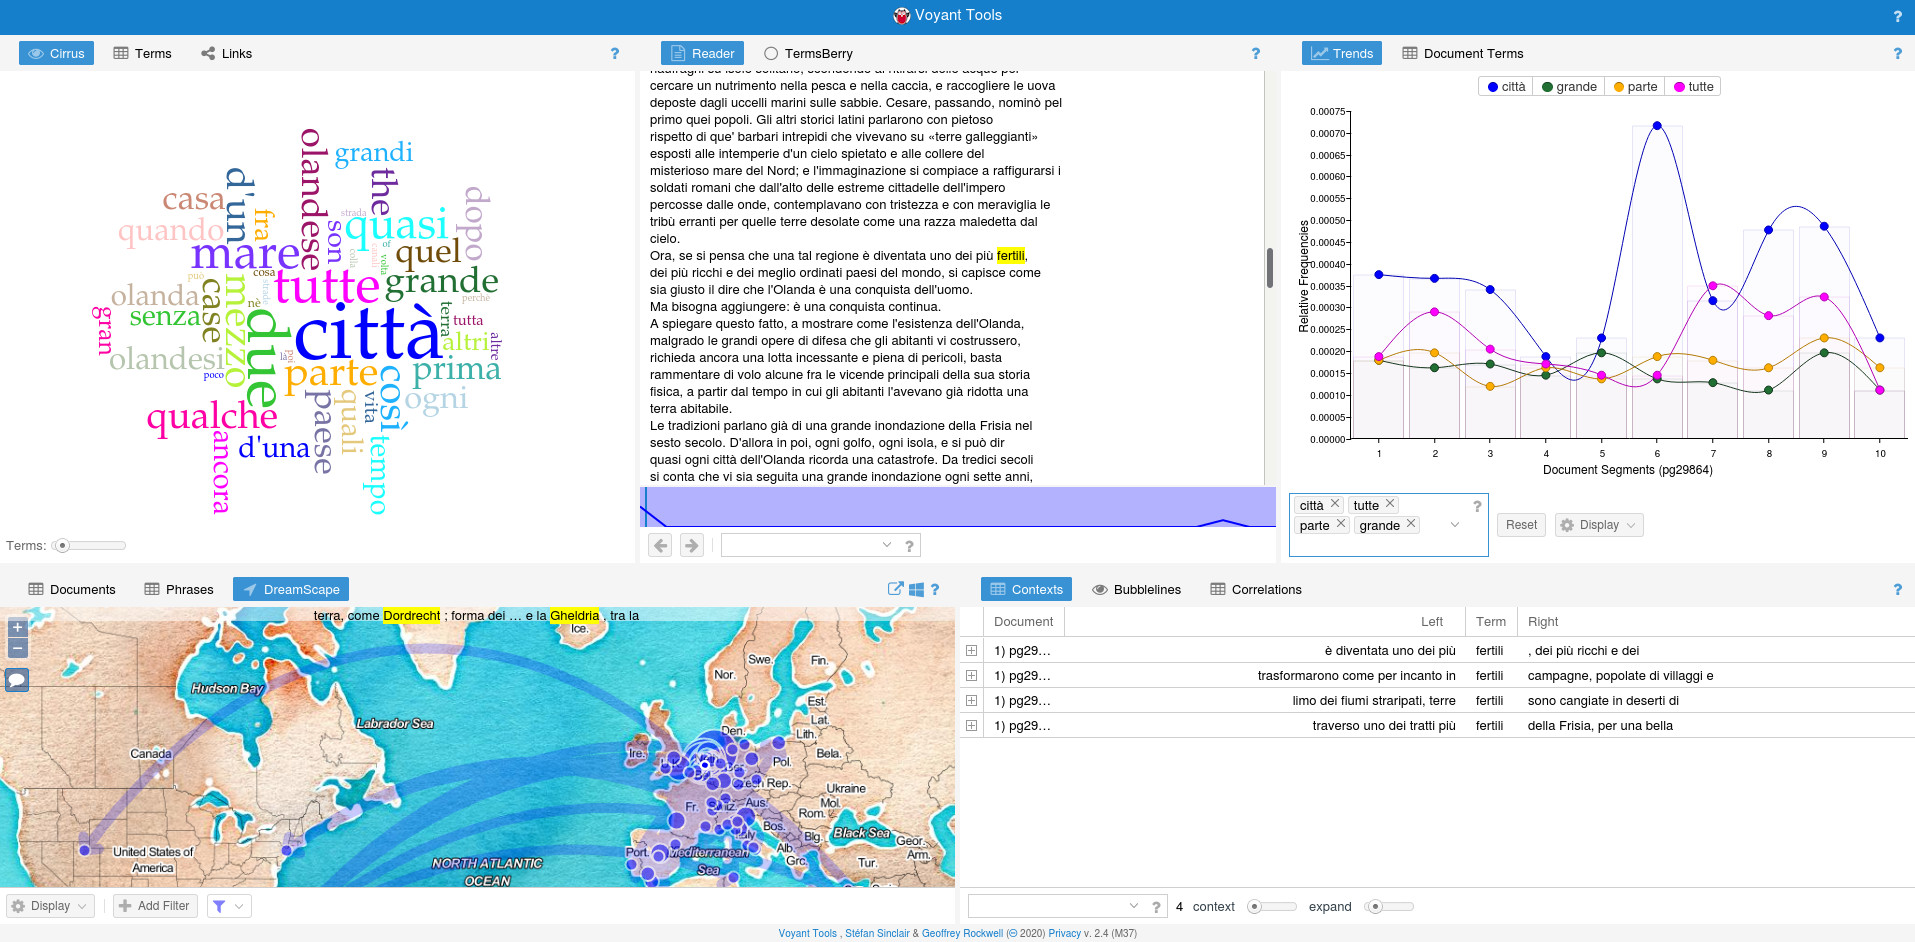 Voyant Tools
?
Cirrus Terms Links ?
Reader TermsBerry ?
Trends Document Terms ?
grandi
olandese
the
d'un
casa
dopo
fra
strada
quasi
quando
son
of
quel
mare
colla
canali
volta
cosa
può
tutte
grande
mezzo
strade
perchè
olanda
case
nè
gran
senza
due
città
terra
tutta
altri
altre
olandesi
là
poi
poco
parte
prima
così
ogni
paese
quali
vita
qualche
ancora
d'una
tempo
Terms:
cercare un nutrimento nella pesca e nella caccia, e raccogliere le uova
deposte dagli uccelli marini sulle sabbie. Cesare, passando, nominò pel
primo quei popoli. Gli altri storici latini parlarono con pietoso
rispetto di que' barbari intrepidi che vivevano su «terre galleggianti»
esposti alle intemperie d'un cielo spietato e alle collere del
misterioso mare del Nord; e l'immaginazione si compiace a raffigurarsi i
soldati romani che dall'alto delle estreme cittadelle dell'impero
percosse dalle onde, contemplavano con tristezza e con meraviglia le
tribù erranti per quelle terre desolate come una razza maledetta dal
cielo.
Ora, se si pensa che una tal regione è diventata uno dei più fertili,
dei più ricchi e dei meglio ordinati paesi del mondo, si capisce come
sia giusto il dire che l'Olanda è una conquista dell'uomo.
Ma bisogna aggiungere: è una conquista continua.
A spiegare questo fatto, a mostrare come l'esistenza dell'Olanda,
malgrado le grandi opere di difesa che gli abitanti vi costrussero,
richieda ancora una lotta incessante e piena di pericoli, basta
rammentare di volo alcune fra le vicende principali della sua storia
fisica, a partir dal tempo in cui gli abitanti l'avevano già ridotta una
terra abitabile.
Le tradizioni parlano già di una grande inondazione della Frisia nel
sesto secolo. D'allora in poi, ogni golfo, ogni isola, e si può dir
quasi ogni città dell'Olanda ricorda una catastrofe. Da tredici secoli
si conta che vi sia seguita una grande inondazione ogni sette anni,
?
città grande parte tutte
0.00075
0.00070
0.00065
0.00060
0.00055
0.00050
0.00045
0.00040
0.00035
0.00030
0.00025
0.00020
0.00015
0.00010
0.00005
0.00000
Relative Frequencies
1 2 3 4 5 6 7 8 9 10
Document Segments (pg29864)
città tutte ?
parte grande
Reset Display
Documents Phrases DreamScape ?
terra, come Dordrecht ; forma dei … e la Gheldria , tra la
+
−
Ice.
Swe. Fin.
Hudson Bay
Nor.
Est.
Labrador Sea
Lat.
Den. Lith.
Canada
Ire.
Bela.
Pol.
Czech Rep.
Ukraine
Fr. Aus.
Mol.
Rom.
Bos.
Black Sea
Blg.
Geor.
United States of
America
Port.
Mediterranean
Sea
Alb.
Arm.
Grc.
Tur.
NORTH ATLANTIC
OCEAN
Display Add Filter
Contexts Bubblelines Correlations ?
Document Left Term Right
1) pg29… è diventata uno dei più fertili , dei più ricchi e dei
1) pg29… trasformarono come per incanto in fertili campagne, popolate di villaggi e
1) pg29… limo dei fiumi straripati, terre fertili sono cangiate in deserti di
1) pg29… traverso uno dei tratti più fertili della Frisia, per una bella
? 4 context expand
Voyant Tools , Stéfan Sinclair & Geoffrey Rockwell (© 2020) Privacy v. 2.4 (M37)